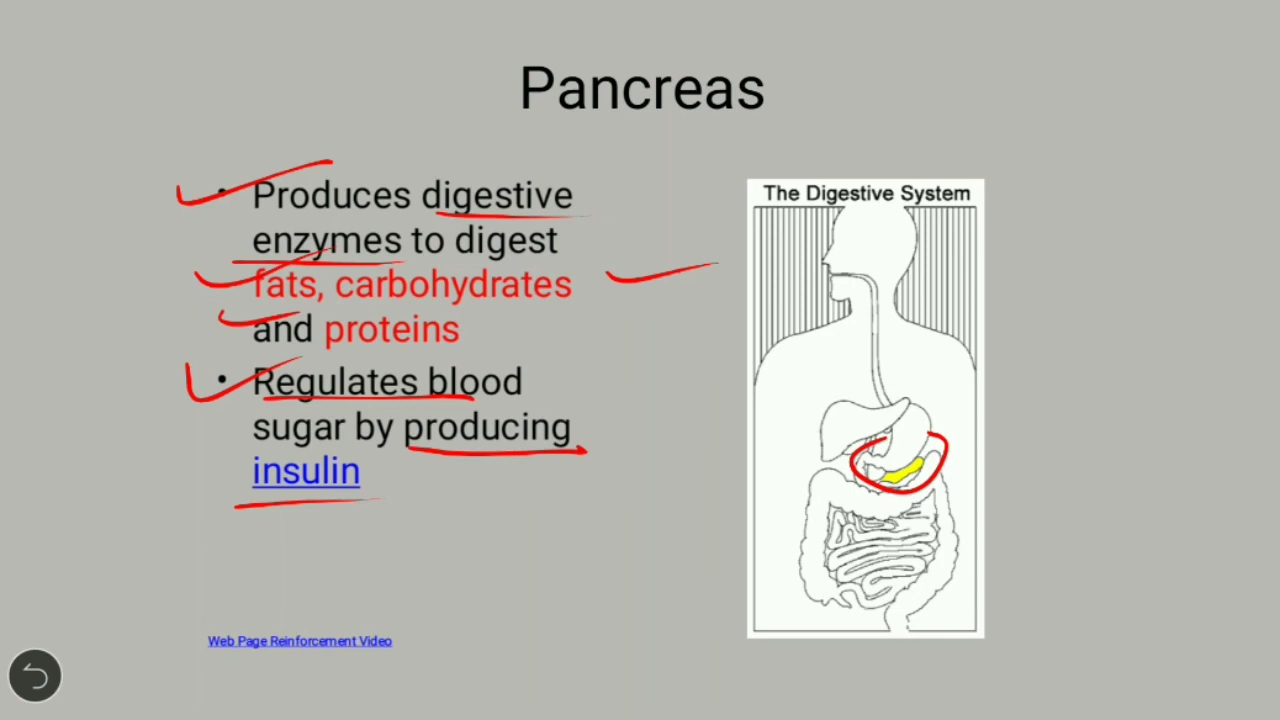 Pancreas
• Produces digestive
enzymes to digest
fats, carbohydrates
and proteins
• Regulates blood
sugar by producing
insulin
The Digestive System
Web Page Reinforcement Video